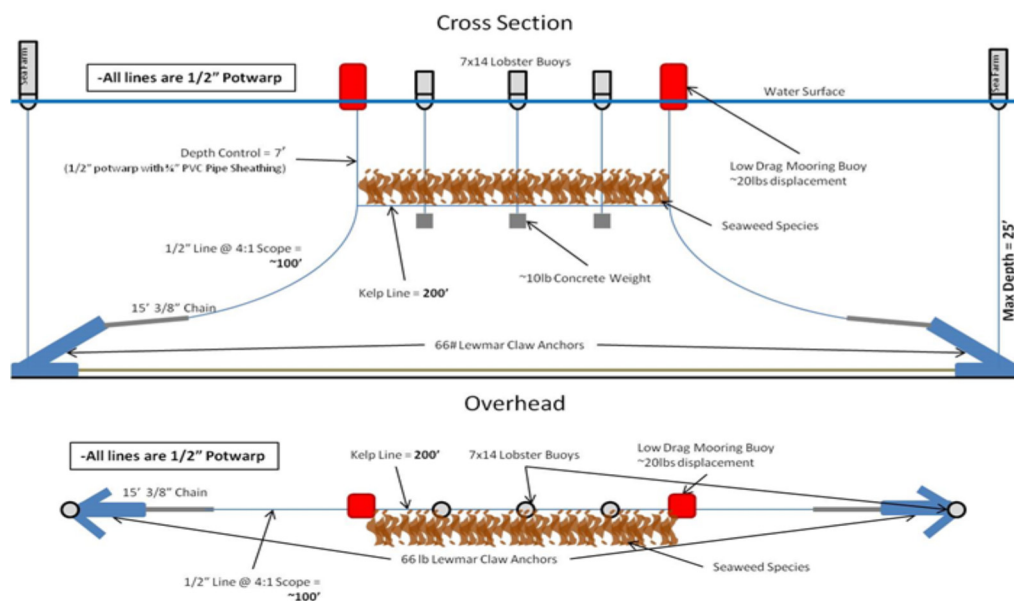 Cross Section
Sea Farm
-All lines are 1/2” Potwarp
7x14 Lobster Buoys
Water Surface
Sea Farm
Depth Control = 7’
(1/2” potwarp with ¾” PVC Pipe Sheathing)
Low Drag Mooring Buoy
~20lbs displacement
Seaweed Species
1/2” Line @ 4:1 Scope =
~100’
~10lb Concrete Weight
Kelp Line = 200’
Max Depth = 25’
15’ 3/8” Chain
66# Lewmar Claw Anchors
Overhead
-All lines are 1/2” Potwarp
Kelp Line = 200’
7x14 Lobster Buoys
Low Drag Mooring Buoy
~20lbs displacement
15’ 3/8” Chain
66 lb Lewmar Claw Anchors
Seaweed Species
1/2” Line @ 4:1 Scope =
~100’